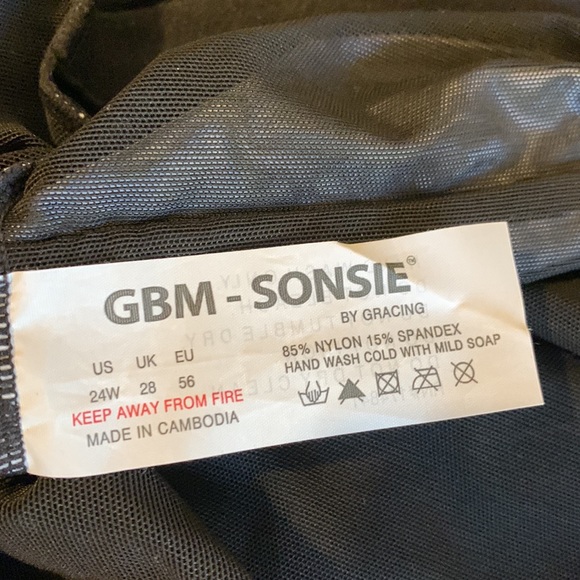 GBM - SONSIE™
BY GRACING
US UK EU
24W 28 56
KEEP AWAY FROM FIRE
MADE IN CAMBODIA
85% NYLON 15% SPANDEX
HAND WASH COLD WITH MILD SOAP